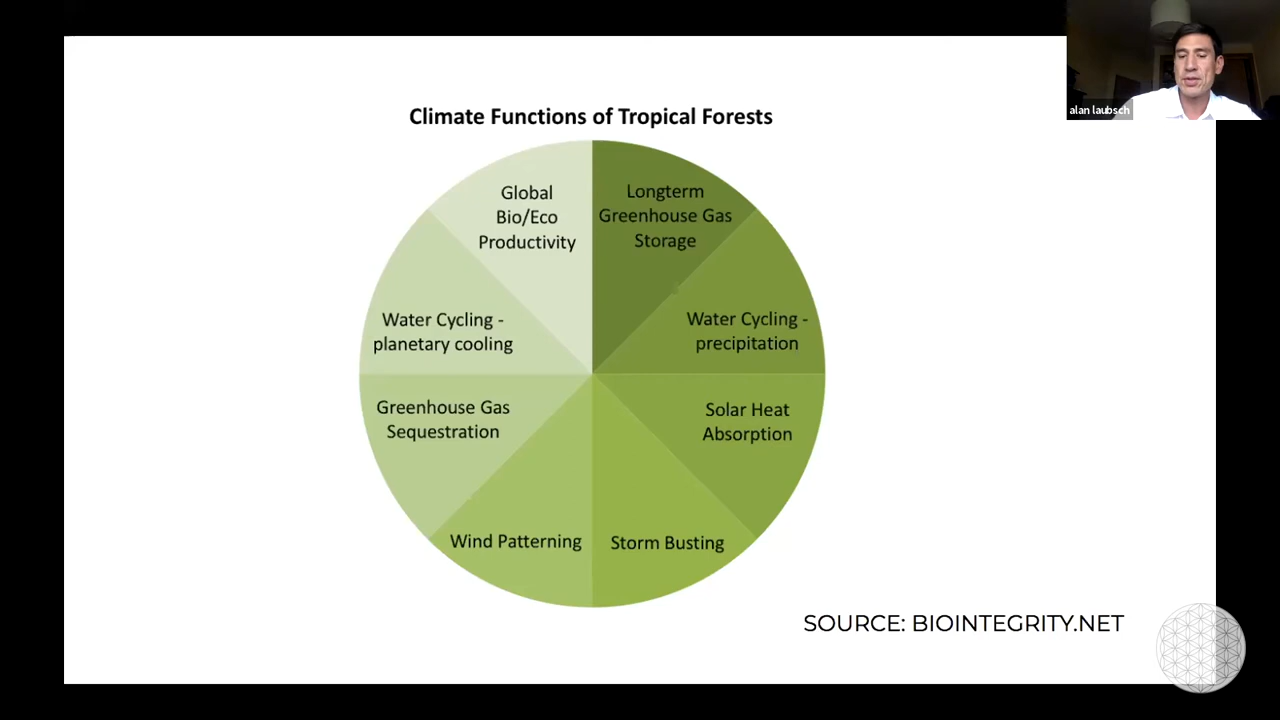 alan laubsch
Climate Functions of Tropical Forests
Global
Bio/Eco
Productivity
Longterm
Greenhouse Gas
Storage
Water Cycling -
planetary cooling
Water Cycling -
precipitation
Greenhouse Gas
Sequestration
Solar Heat
Absorption
Wind Patterning
Storm Busting
SOURCE: BIOINTEGRITY.NET